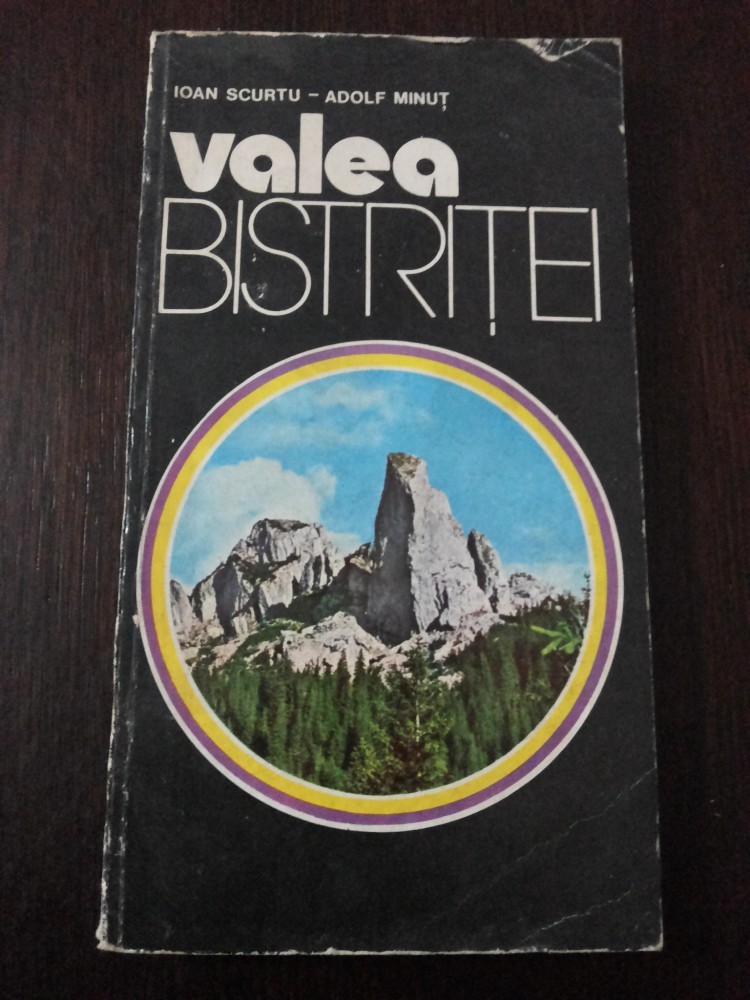 IOAN SCURTU – ADOLF MINUȚ
valea
BISTRIȚEI